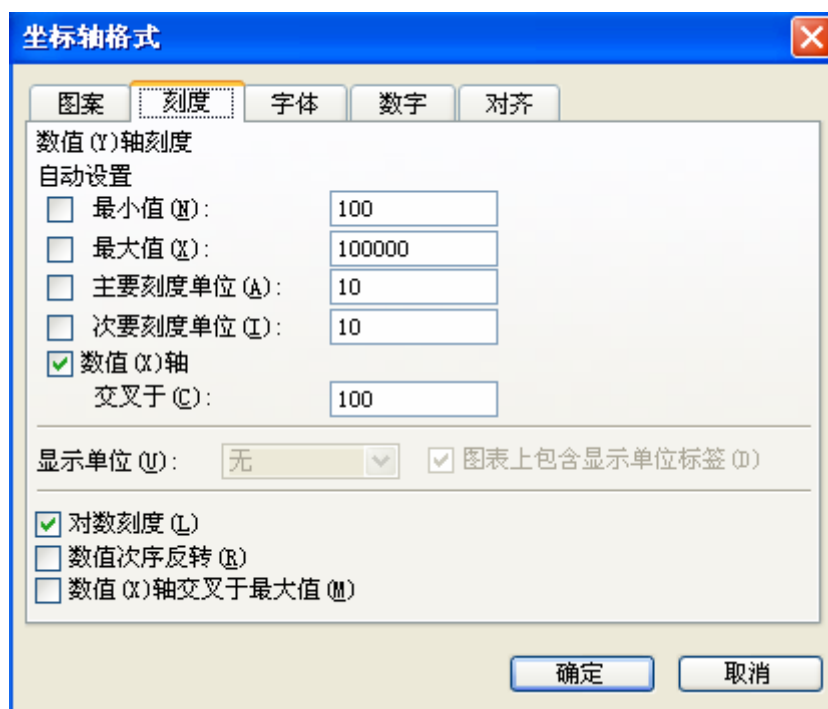 坐标轴格式
图案 刻度 字体 数字 对齐
数值(Y)轴刻度
自动设置
最小值(N): 100
最大值(X): 100000
主要刻度单位(A): 10
次要刻度单位(I): 10
数值(X)轴
交叉于(C): 100
显示单位(U): 无 图表上包含显示单位标签(D)
对数刻度(L)
数值次序反转(R)
数值(X)轴交叉于最大值(M)
确定 取消